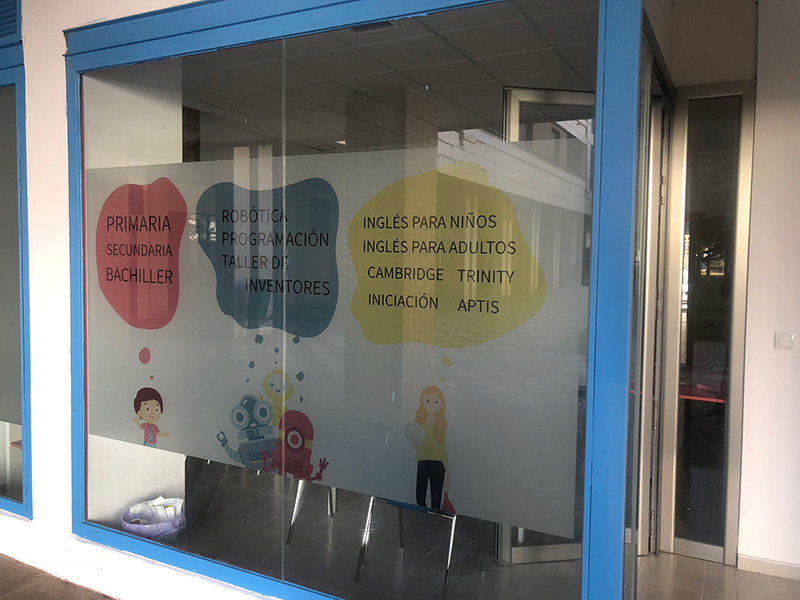 PRIMARIA
SECUNDARIA
BACHILLER
ROBÓTICA
PROGRAMACIÓN
TALLER DE
INVENTORES
INGLÉS PARA NIÑOS
INGLÉS PARA ADULTOS
CAMBRIDGE TRINITY
INICIACIÓN APTIS